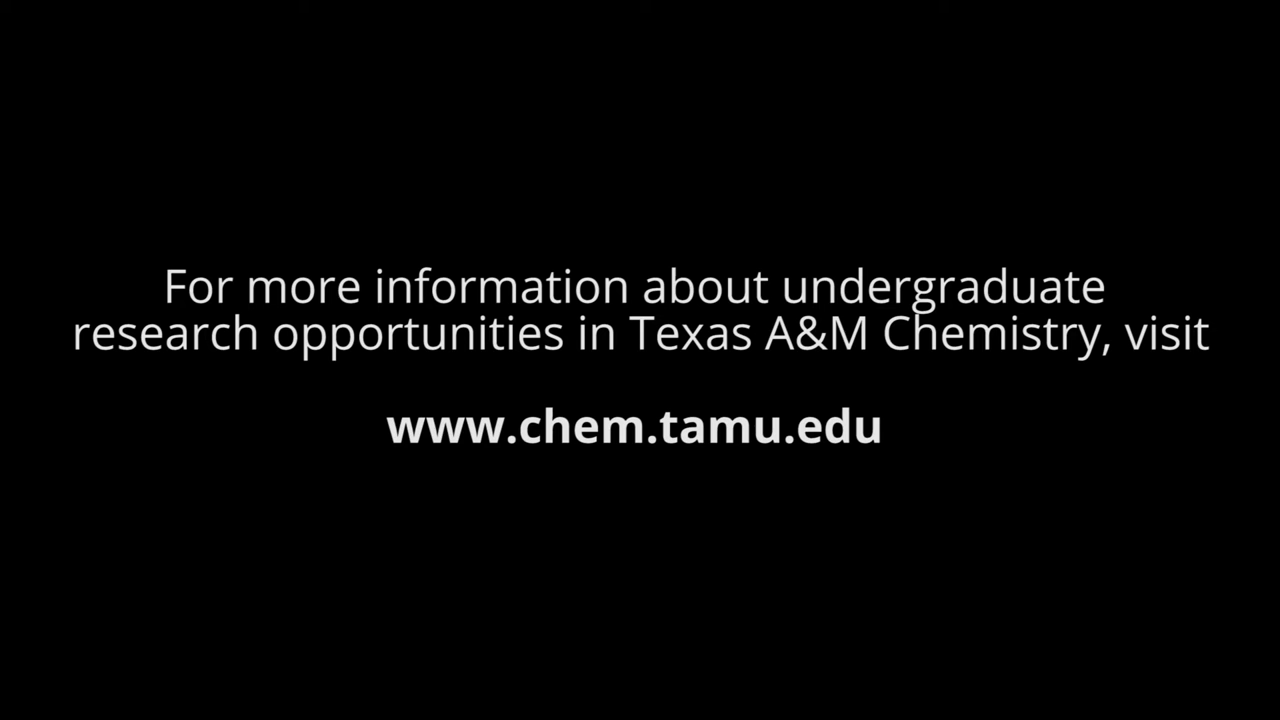 For more information about undergraduate
research opportunities in Texas A&M Chemistry, visit
www.chem.tamu.edu